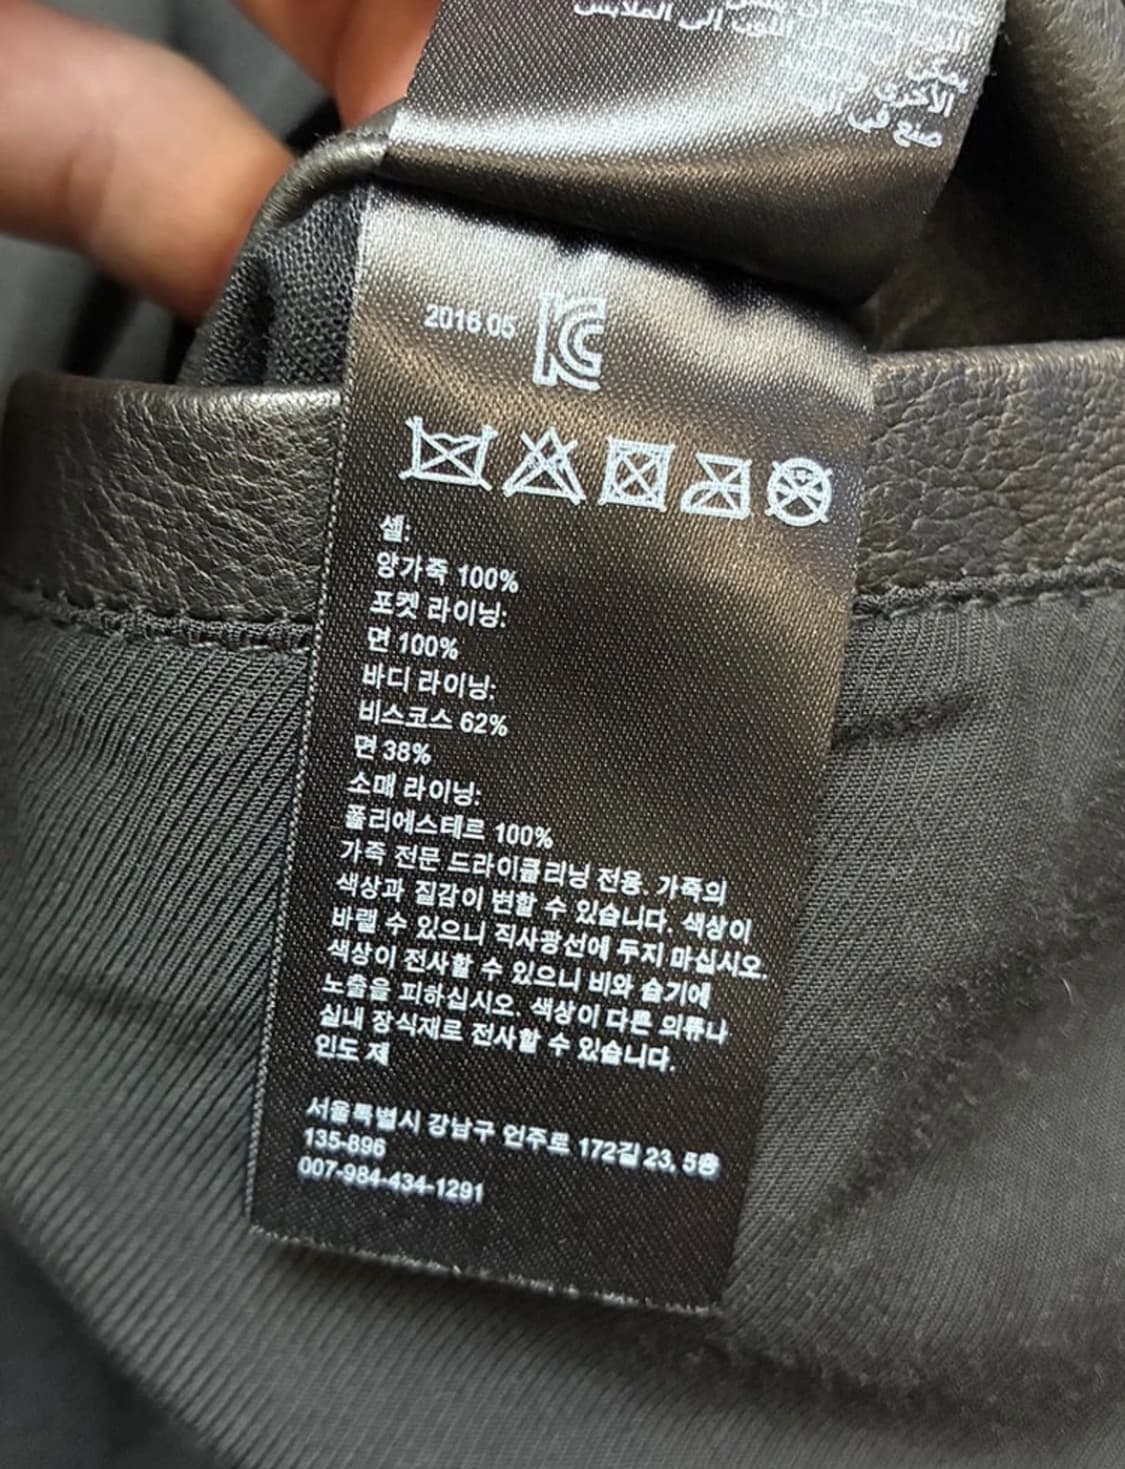 الأخرى
صنع في
2016 05
셸:
양가죽 100%
포켓 라이닝:
면 100%
바디 라이닝:
비스코스 62%
면 38%
소매 라이닝:
폴리에스테르 100%
가죽 전문 드라이클리닝 전용. 가죽의
색상과 질감이 변할 수 있습니다. 색상이
바랠 수 있으니 직사광선에 두지 마십시오.
색상이 전사할 수 있으니 비와 습기에
노출을 피하십시오. 색상이 다른 의류나
실내 장식재로 전사할 수 있습니다.
인도 제
서울특별시 강남구 언주로 172길 23, 5층
135-896
007-984-434-1291